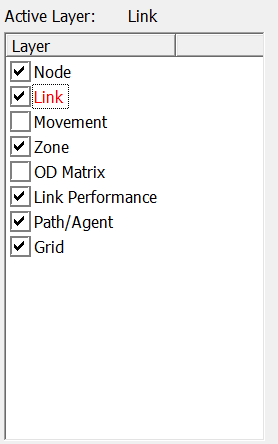 Active Layer: Link
Layer
Node
Link
Movement
Zone
OD Matrix
Link Performance
Path/Agent
Grid